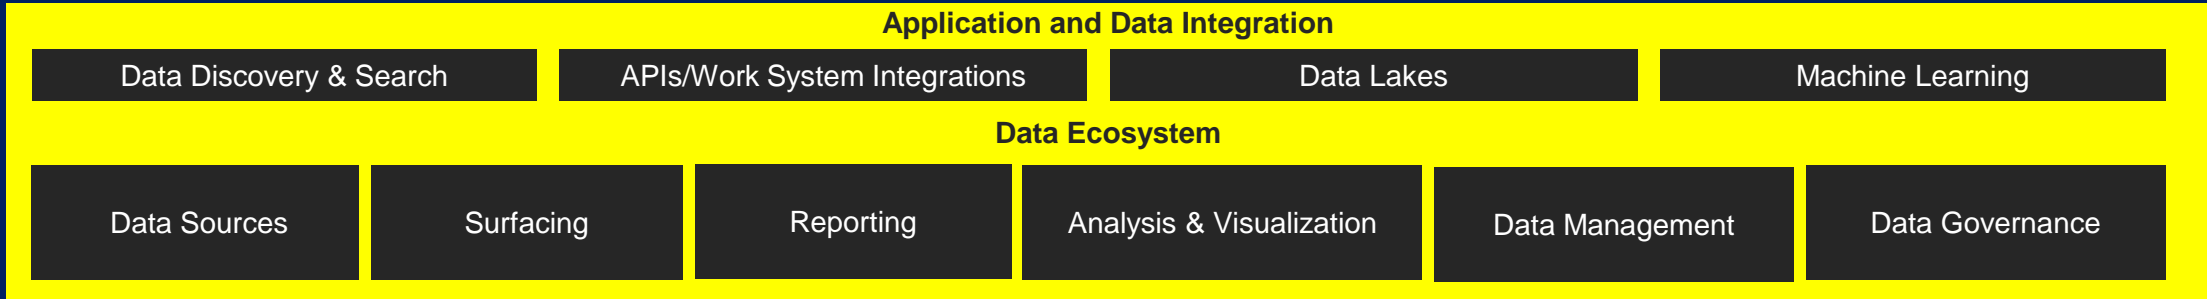 Application and Data Integration
Data Discovery & Search
APIs/Work System Integrations
Data Lakes
Machine Learning
Data Ecosystem
Data Sources
Surfacing
Reporting
Analysis & Visualization
Data Management
Data Governance